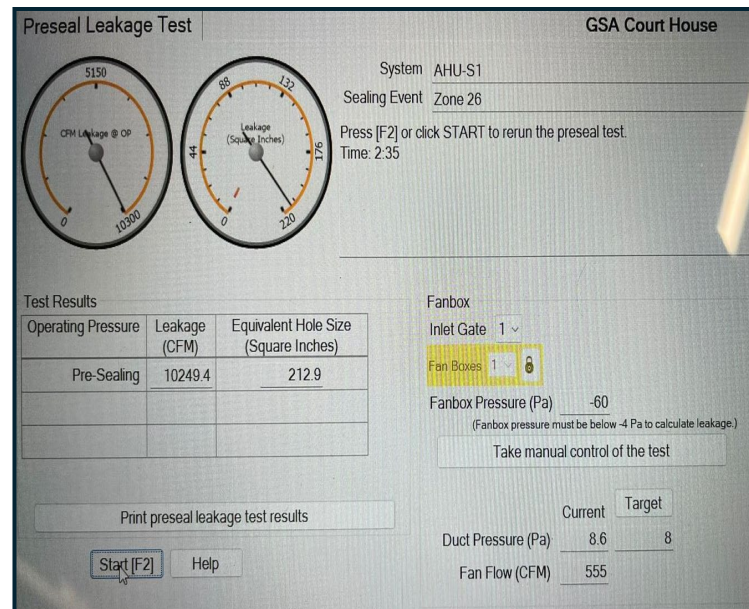 Preseal Leakage Test
GSA Court House
5150
CFM Leakage @ OP
0
10300
88
132
Leakage
(Square Inches)
44
176
0
220
System AHU-S1
Sealing Event Zone 26
Press [F2] or click START to rerun the preseal test.
Time: 2:35
Test Results
Operating Pressure Leakage (CFM) Equivalent Hole Size (Square Inches)
Pre-Sealing 10249.4 212.9
Print preseal leakage test results
Start [F2] Help
Fanbox
Inlet Gate 1
Fan Boxes 1
Fanbox Pressure (Pa) -60
(Fanbox pressure must be below -4 Pa to calculate leakage.)
Take manual control of the test
Current Target
Duct Pressure (Pa) 8.6 8
Fan Flow (CFM) 555